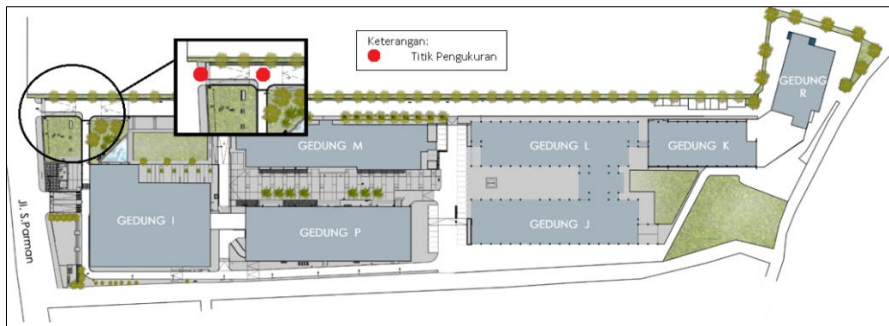 Keterangan:
Titik Pengukuran
GEDUNG R
GEDUNG M
GEDUNG L
GEDUNG K
GEDUNG I
GEDUNG P
GEDUNG J
Jl. S.Parman